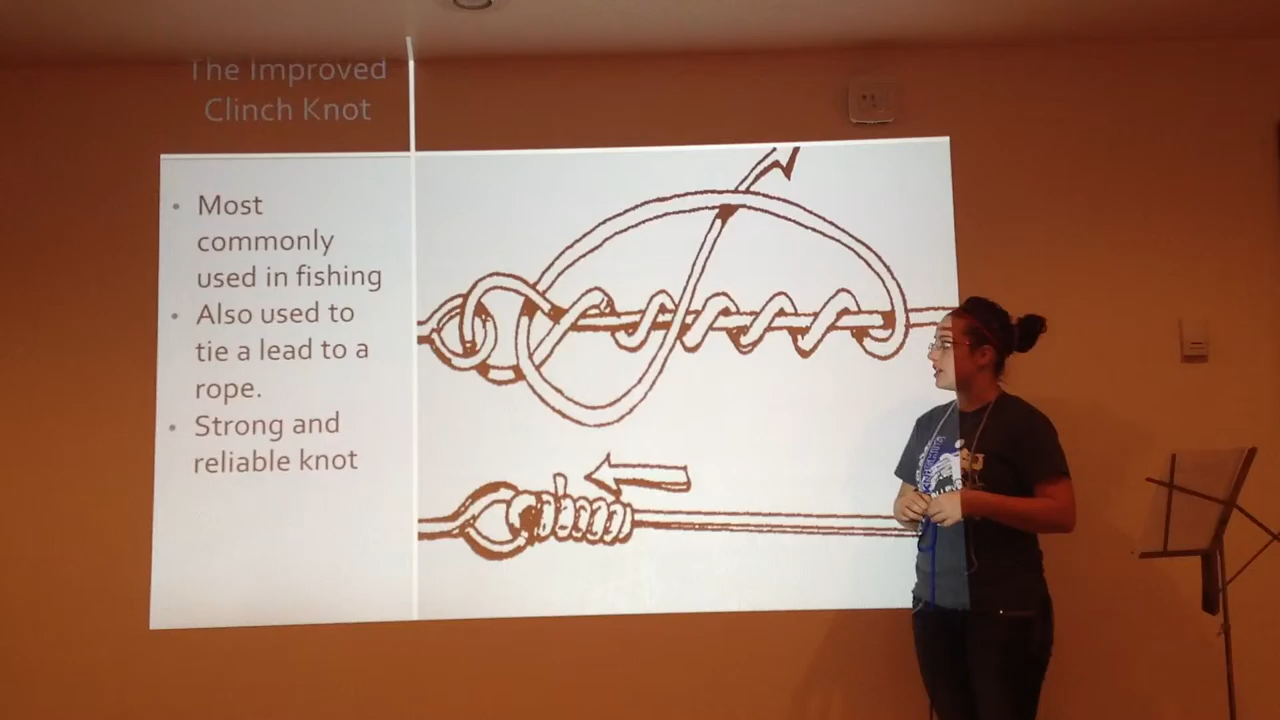 The Improved
Clinch Knot
• Most
commonly
used in fishing
• Also used to
tie a lead to a
rope.
• Strong and
reliable knot